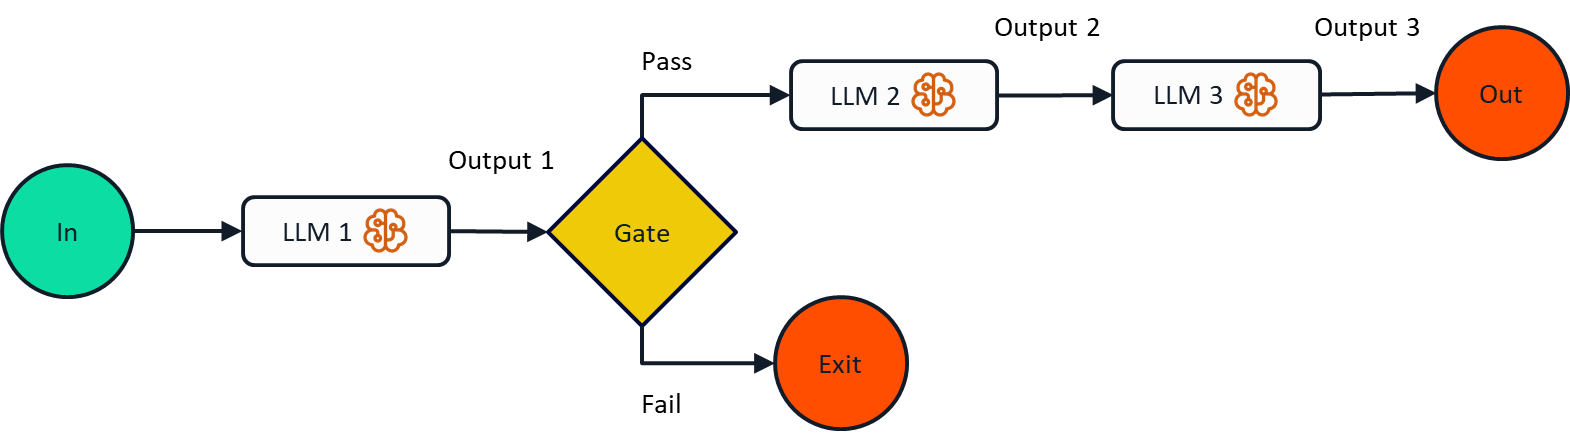 In
LLM 1
Output 1
Gate
Pass
LLM 2
Output 2
LLM 3
Output 3
Out
Fail
Exit